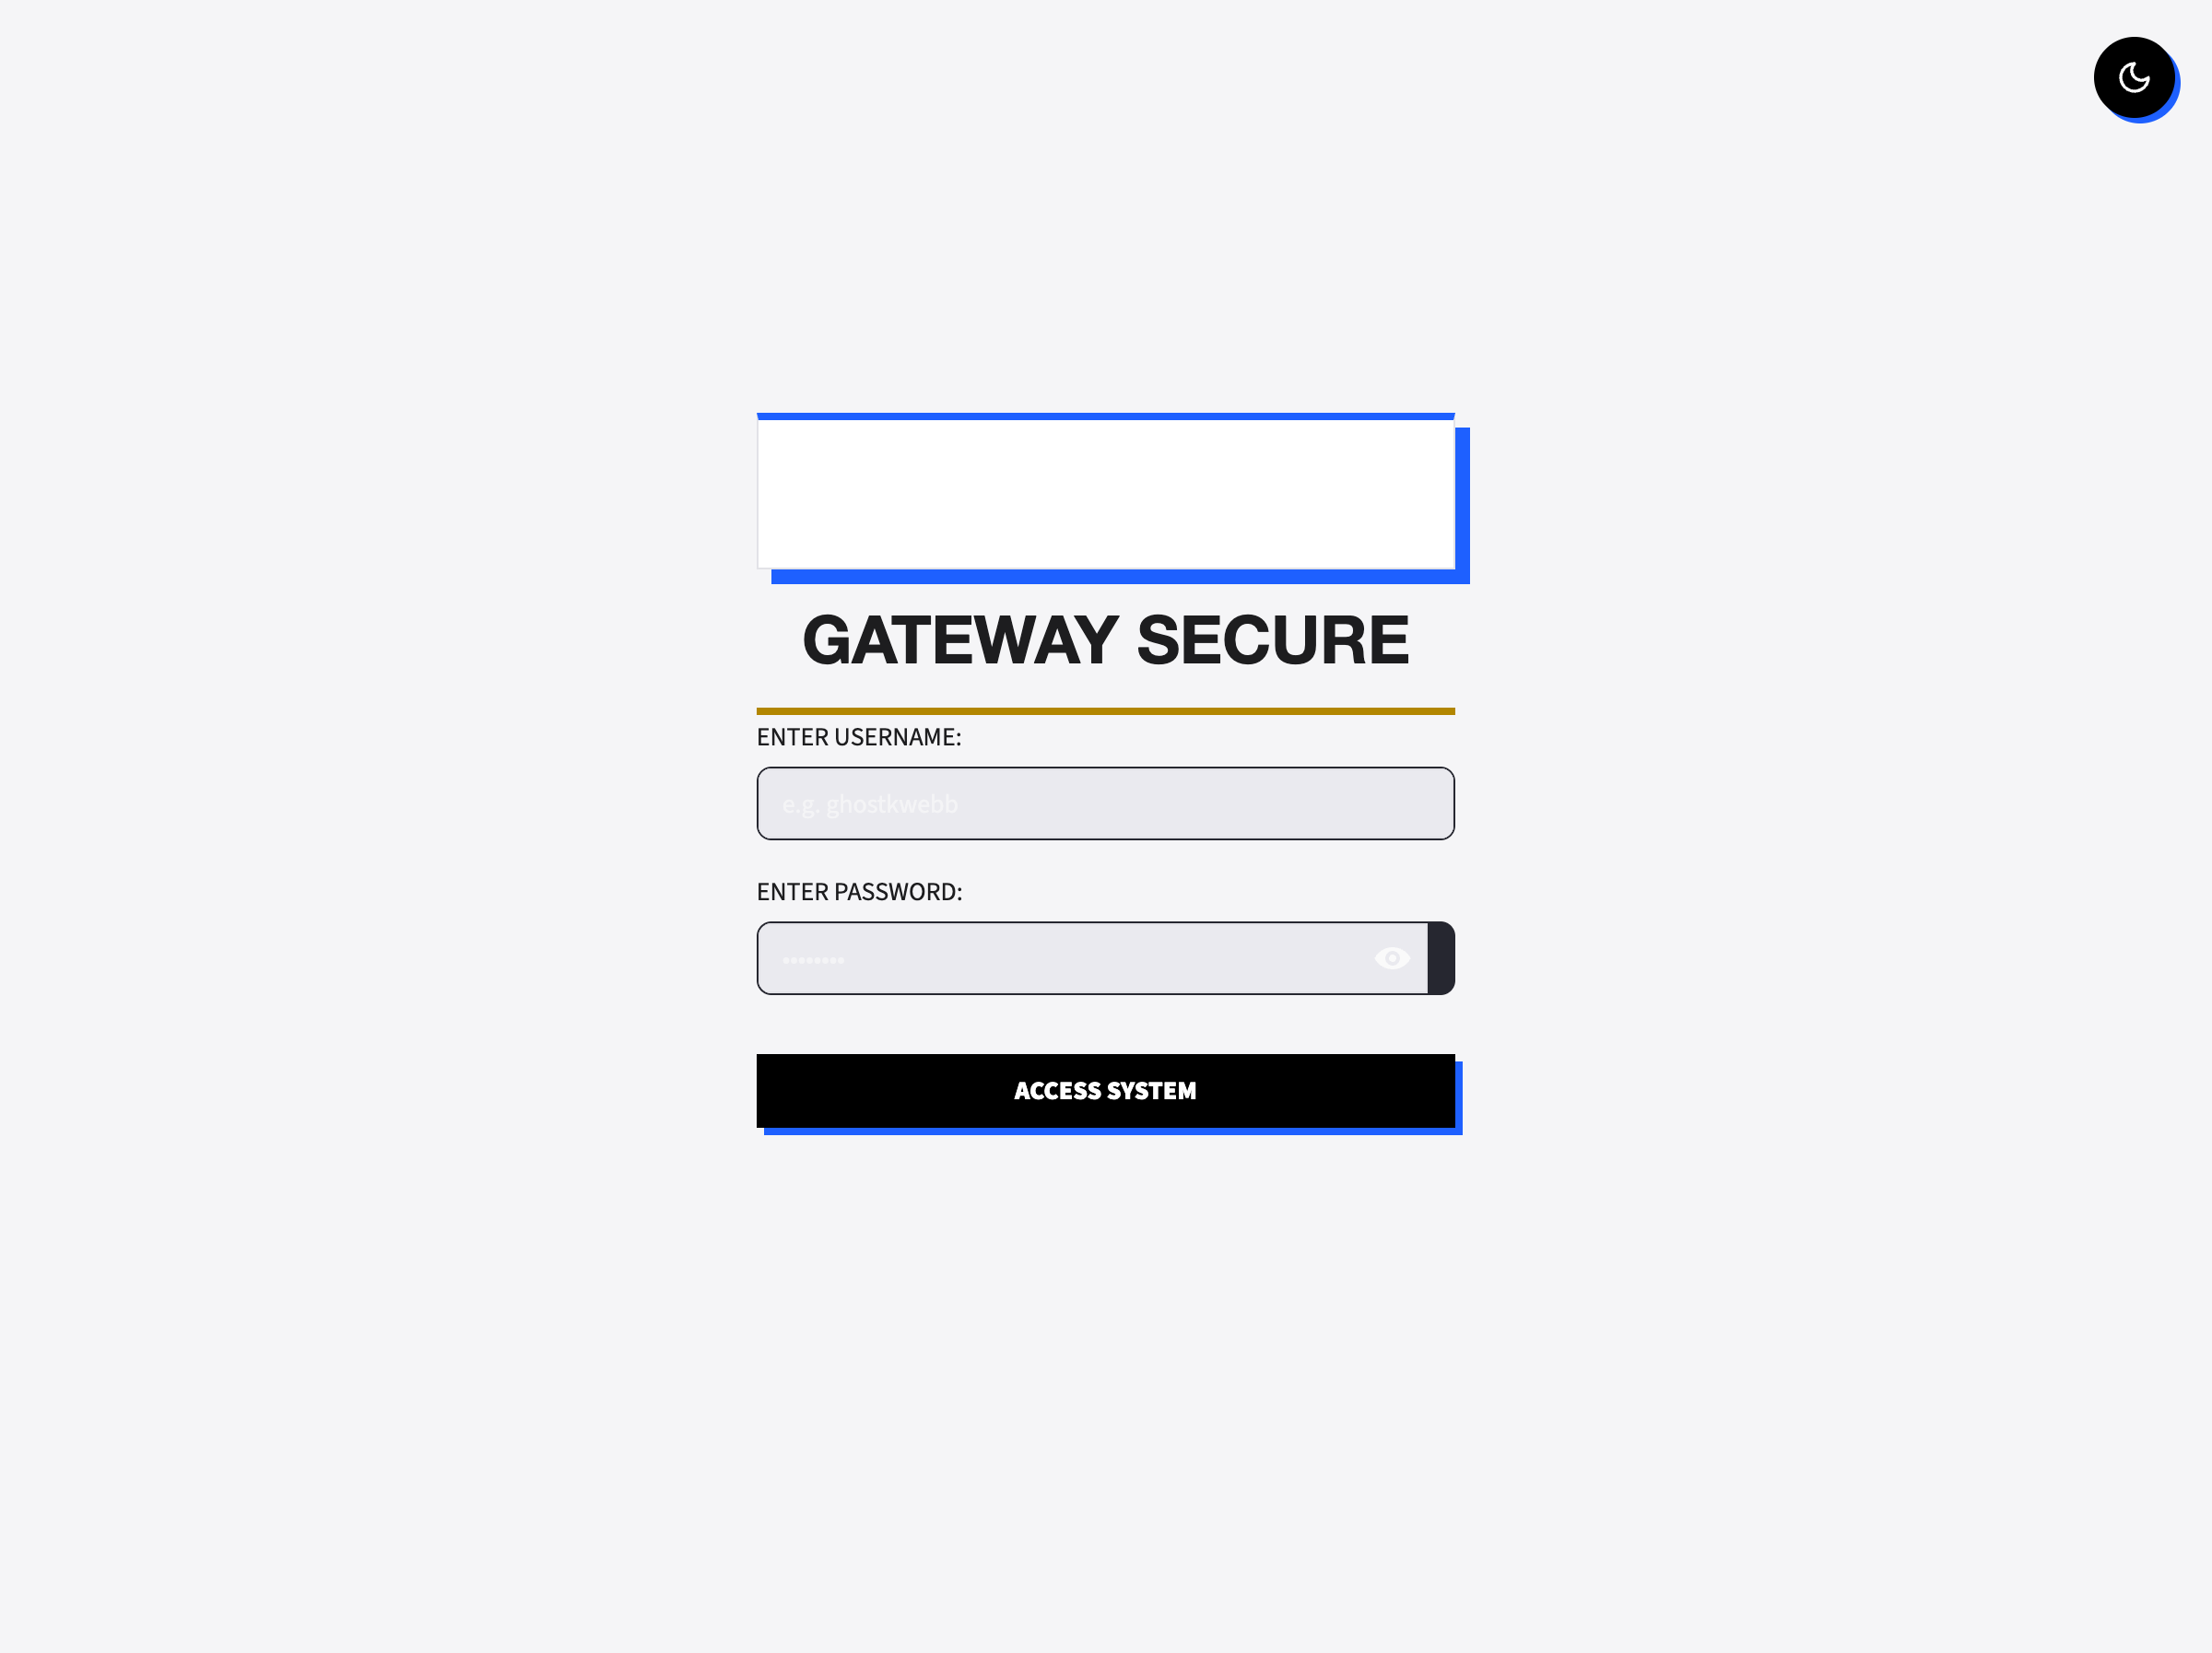 GATEWAY SECURE
ENTER USERNAME:
e.g. ghostkwebb
ENTER PASSWORD:
••••••••
ACCESS SYSTEM